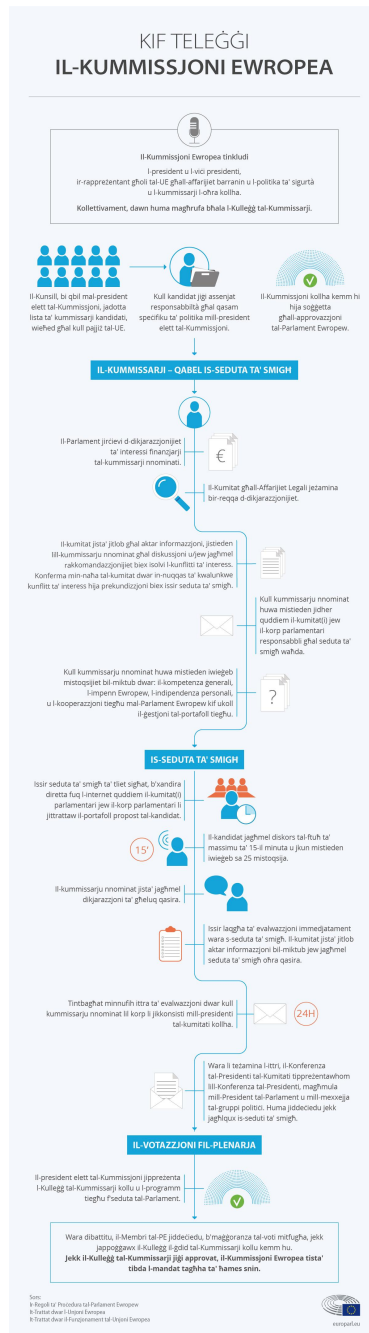 KIF TELEĠĠI
IL-KUMMISSJONI EWROPEA
Il-Kummissjoni Ewropea tinkludi
l-president u l-viċi presidenti,
ir-rappreżentant għoli tal-UE għall-affarijiet barranin u l-politika ta' sigurtà
u l-kummissarji l-oħra kollha.
Kollettivament, dawn huma magħrufa bħala l-Kulleġġ tal-Kummissarji.
Il-Kunsill, bi qbil mal-president
elett tal-Kummissjoni, jadotta
lista ta' kummissarji kandidati,
wieħed għal kull pajjiż tal-UE.
Kull kandidat jiġi assenjat
responsabbiltà għal qasam
speċifiku ta' politika mill-president
elett tal-Kummissjoni.
Il-Kummissjoni kollha kemm hi
hija soġġetta
għall-approvazzjoni
tal-Parlament Ewropew.
IL-KUMMISSARJI – QABEL IS-SEDUTA TA' SMIGĦ
Il-Parlament jirċievi d-dikjarazzjonijiet
ta' interessi finanzjarji
tal-kummissarji nnominati.
€
Il-Kumitat għall-Affarijiet Legali jeżamina
bir-reqqa d-dikjarazzjonijiet.
Il-kumitat jista' jitlob għal aktar informazzjoni, jistieden
lill-kummissarju nnominat għal diskussjoni u/jew jagħmel
rakkomandazzjonijiet biex isolvi l-kunflitti ta' interess.
Konferma min-naħa tal-kumitat dwar in-nuqqas ta' kwalunkwe
kunflitt ta' interess hija prekundizzjoni biex issir seduta ta' smigħ.
Kull kummissarju nnominat
huwa mistieden jidher
quddiem il-kumitat(i) jew
il-korp parlamentari
responsabbli għal seduta ta'
smigħ waħda.
Kull kummissarju nnominat huwa mistieden iwieġeb
mistoqsijiet bil-miktub dwar: il-kompetenza ġenerali,
l-impenn Ewropew, l-indipendenza personali,
u l-kooperazzjoni tiegħu mal-Parlament Ewropew kif ukoll
il-ġestjoni tal-portafoll tiegħu.
?
IS-SEDUTA TA' SMIGĦ
Issir seduta ta' smigħ ta' tliet sigħat, b'xandira
diretta fuq l-internet quddiem il-kumitat(i)
parlamentari jew il-korp parlamentari li
jittrattaw il-portafoll propost tal-kandidat.
15'
Il-kandidat jagħmel diskors tal-ftuħ ta'
massimu ta' 15-il minuta u jkun mistieden
iwieġeb sa 25 mistoqsija.
Il-kummissarju nnominat jista' jagħmel
dikjarazzjoni ta' għeluq qasira.
Issir laqgħa ta' evalwazzjoni immedjatament
wara s-seduta ta' smigħ. Il-kumitat jista' jitlob
aktar informazzjoni bil-miktub jew jagħmel
seduta ta' smigħ oħra qasira.
Tintbagħat minnufih ittra ta' evalwazzjoni dwar kull
kummissarju nnominat lil korp li jikkonsisti mill-presidenti
tal-kumitati kollha.
24H
Wara li teżamina l-ittri, il-Konferenza
tal-Presidenti tal-Kumitati tippreżentawhom
lill-Konferenza tal-Presidenti, magħmula
mill-President tal-Parlament u mill-mexxejja
tal-gruppi politiċi. Huma jiddeċiedu jekk
jagħlqux is-seduti ta' smigħ.
IL-VOTAZZJONI FIL-PLENARJA
Il-president elett tal-Kummissjoni jippreżenta
l-Kulleġġ tal-Kummissarji kollu u l-programm
tiegħu f'seduta tal-Parlament.
Wara dibattitu, il-Membri tal-PE jiddeċiedu, b'maġġoranza tal-voti mitfugħa, jekk
jappoġġawx il-Kulleġġ il-ġdid tal-Kummissarji kollu kemm hu.
Jekk il-Kulleġġ tal-Kummissarji jiġi approvat, il-Kummissjoni Ewropea tista'
tibda l-mandat tagħha ta' ħames snin.
Sors:
Ir-Regoli ta' Proċedura tal-Parlament Ewropew
It-Trattat dwar l-Unjoni Ewropea
It-Trattat dwar il-Funzjonament tal-Unjoni Ewropea
europarl.eu